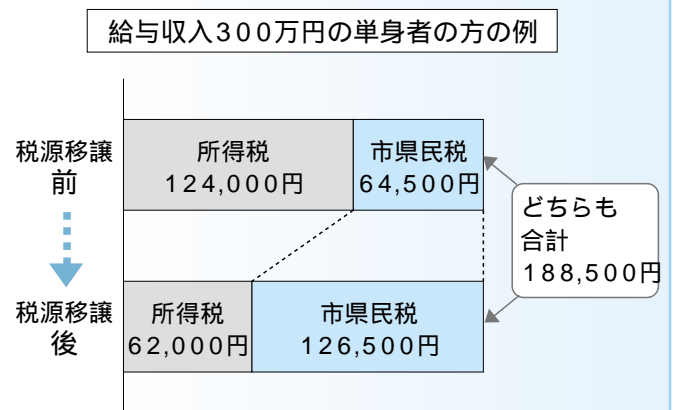 給与収入300万円の単身者の方の例
税源移譲
前
所得税
124,000円
市県民税
64,500円
どちらも
合計
188,500円
税源移譲
後
所得税
62,000円
市県民税
126,500円